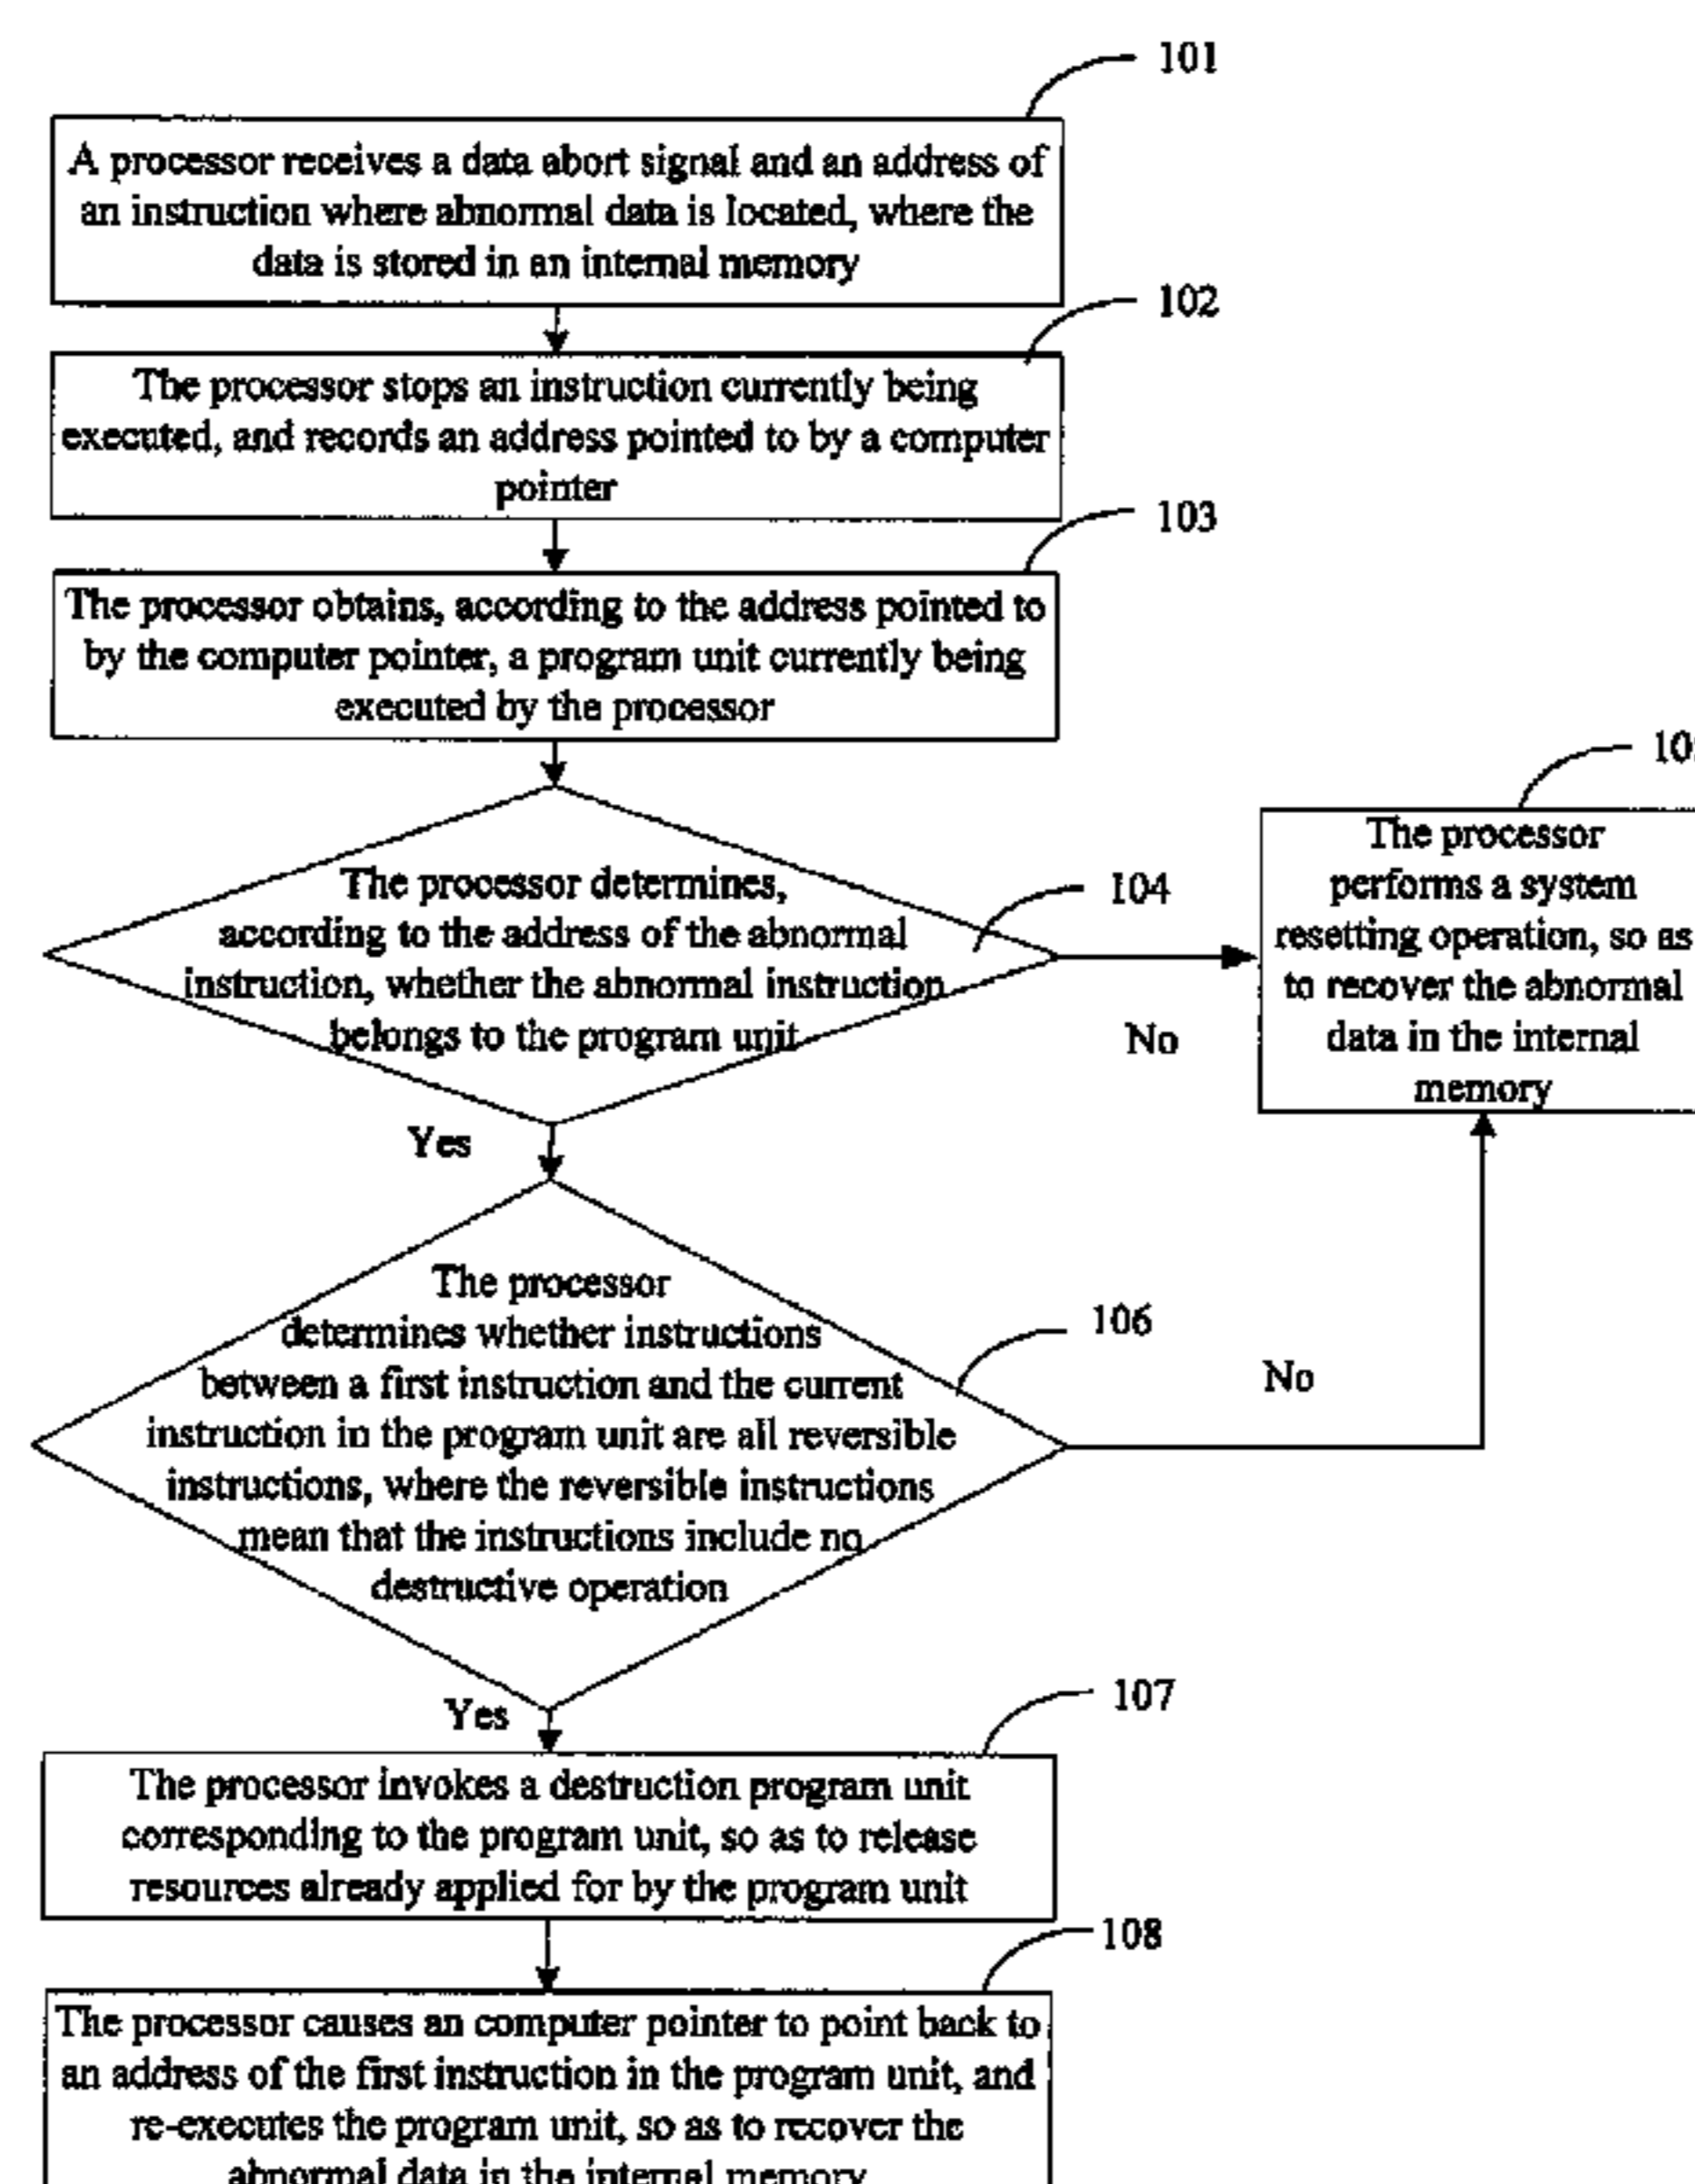 101
A processor receives a data abort signal and an address of
an instruction where abnormal data is located, where the
data is stored in an internal memory
102
The processor stops an instruction currently being
executed, and records an address pointed to by a computer
pointer
103
The processor obtains, according to the address pointed to
by the computer pointer, a program unit currently being
executed by the processor
The processor determines,
according to the address of the abnormal
instruction, whether the abnormal instruction
belongs to the program unit
104
No
Yes
The processor
performs a system
resetting operation, so as
to recover the abnormal
data in the internal
memory
The processor
determines whether instructions
between a first instruction and the current
instruction in the program unit are all reversible
instructions, where the reversible instructions
mean that the instructions include no
destructive operation
106
No
Yes
107
The processor invokes a destruction program unit
corresponding to the program unit, so as to release
resources already applied for by the program unit
108
The processor causes an computer pointer to point back to
an address of the first instruction in the program unit, and
re-executes the program unit, so as to recover the
abnormal data in the internal memory